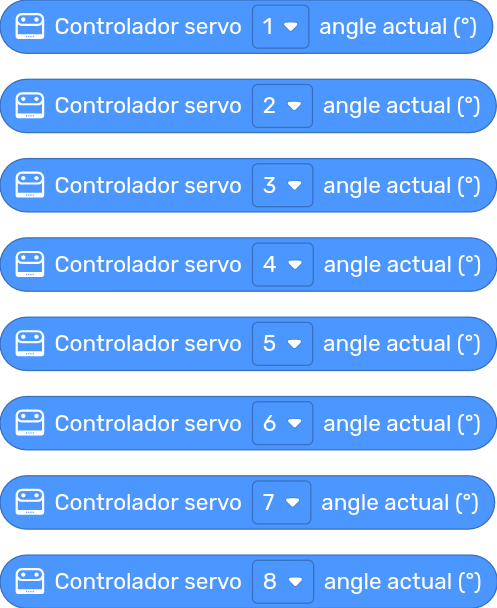 Controlador servo 1 angle actual (°)
Controlador servo 2 angle actual (°)
Controlador servo 3 angle actual (°)
Controlador servo 4 angle actual (°)
Controlador servo 5 angle actual (°)
Controlador servo 6 angle actual (°)
Controlador servo 7 angle actual (°)
Controlador servo 8 angle actual (°)